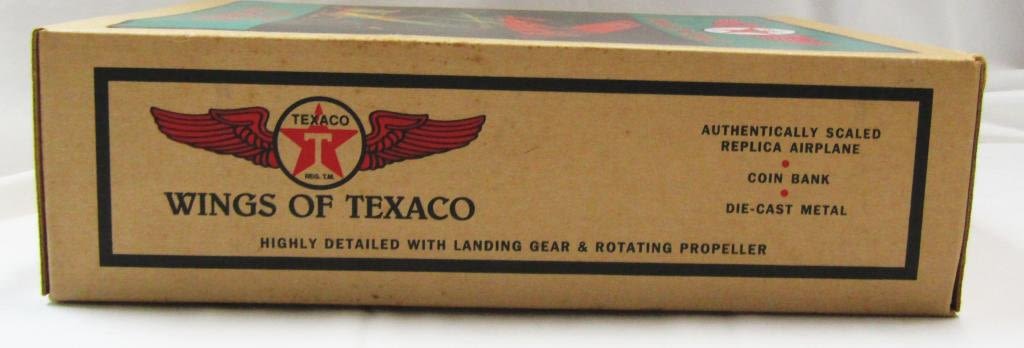 TEXACO
T
REG. T.M.
WINGS OF TEXACO
AUTHENTICALLY SCALED
REPLICA AIRPLANE
COIN BANK
DIE-CAST METAL
HIGHLY DETAILED WITH LANDING GEAR & ROTATING PROPELLER